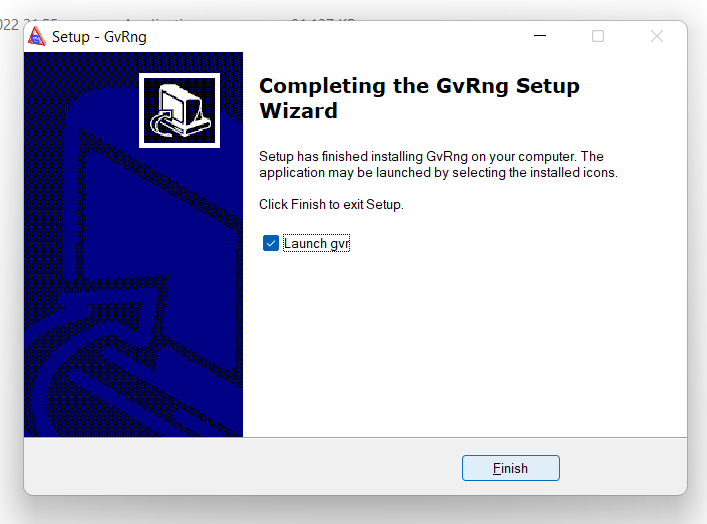 Setup - GvRng
Completing the GvRng Setup
Wizard
Setup has finished installing GvRng on your computer. The
application may be launched by selecting the installed icons.
Click Finish to exit Setup.
Launch gvr
Finish